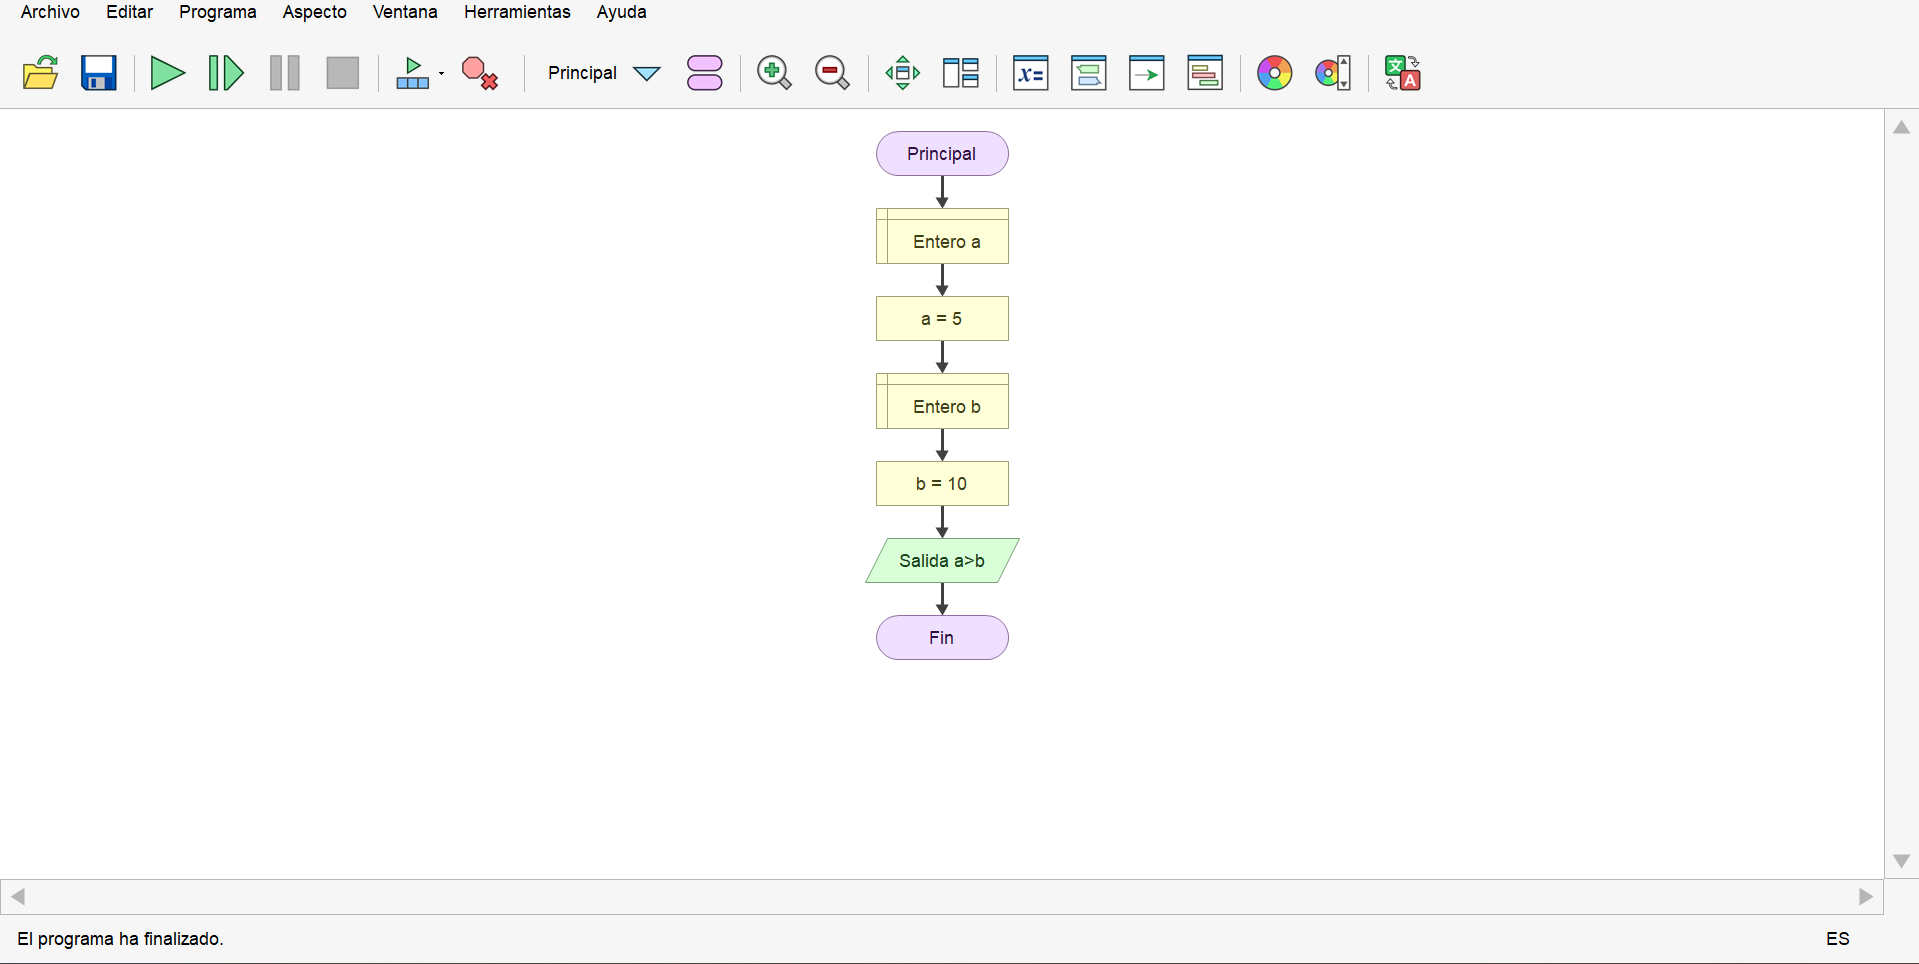 Archivo Editar Programa Aspecto Ventana Herramientas Ayuda
Principal x= 文 A
Principal
Entero a
a = 5
Entero b
b = 10
Salida a>b
Fin
El programa ha finalizado. ES